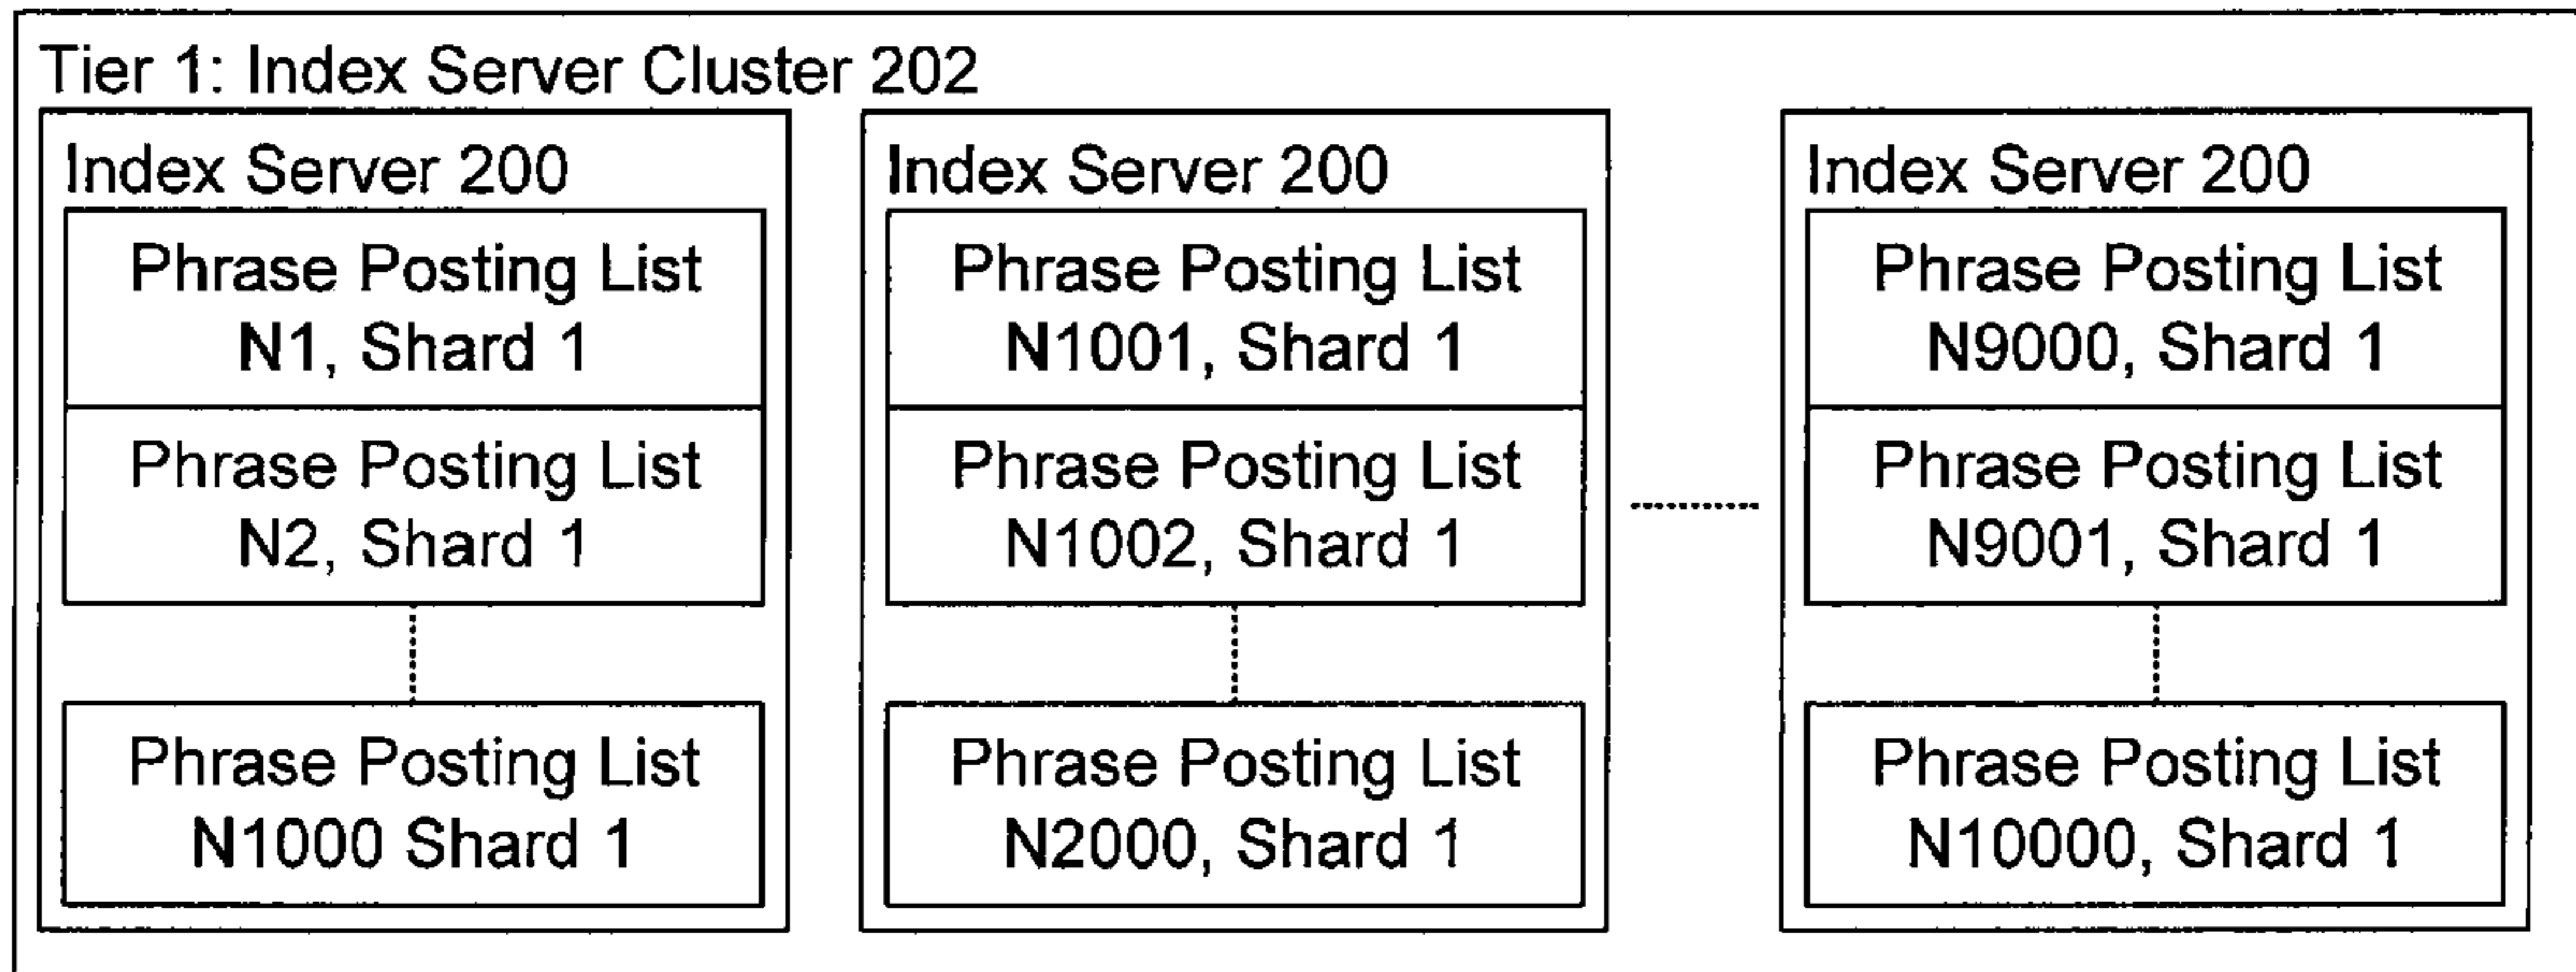 Tier 1: Index Server Cluster 202
Index Server 200
Phrase Posting List
N1, Shard 1
Phrase Posting List
N2, Shard 1
Phrase Posting List
N1000 Shard 1
Index Server 200
Phrase Posting List
N1001, Shard 1
Phrase Posting List
N1002, Shard 1
Phrase Posting List
N2000, Shard 1
Index Server 200
Phrase Posting List
N9000, Shard 1
Phrase Posting List
N9001, Shard 1
Phrase Posting List
N10000, Shard 1